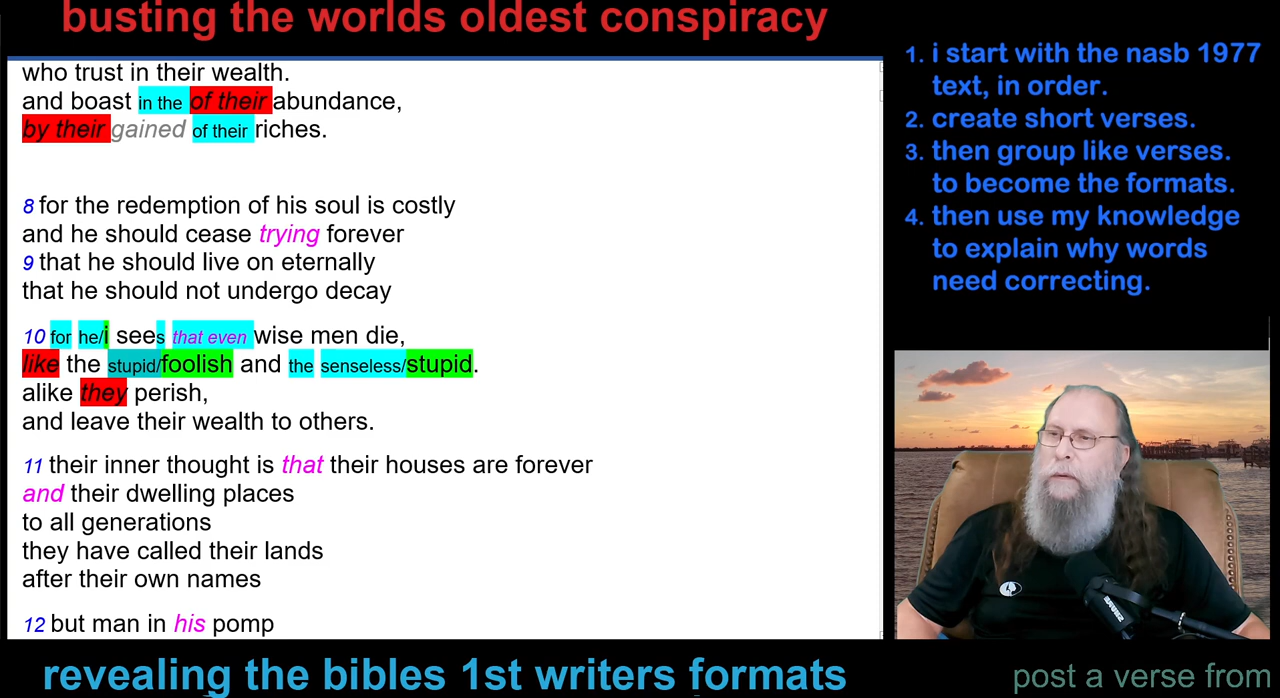 busting the worlds oldest conspiracy
who trust in their wealth.
and boast in the of their abundance,
by their gained of their riches.
8 for the redemption of his soul is costly
and he should cease trying forever
9 that he should live on eternally
that he should not undergo decay
10 for he/i sees that even wise men die,
like the stupid/foolish and the senseless/stupid.
alike they perish,
and leave their wealth to others.
11 their inner thought is that their houses are forever
and their dwelling places
to all generations
they have called their lands
after their own names
12 but man in his pomp
1. i start with the nasb 1977
text, in order.
2. create short verses.
3. then group like verses.
to become the formats.
4. then use my knowledge
to explain why words
need correcting.
revealing the bibles 1st writers formats
post a verse from